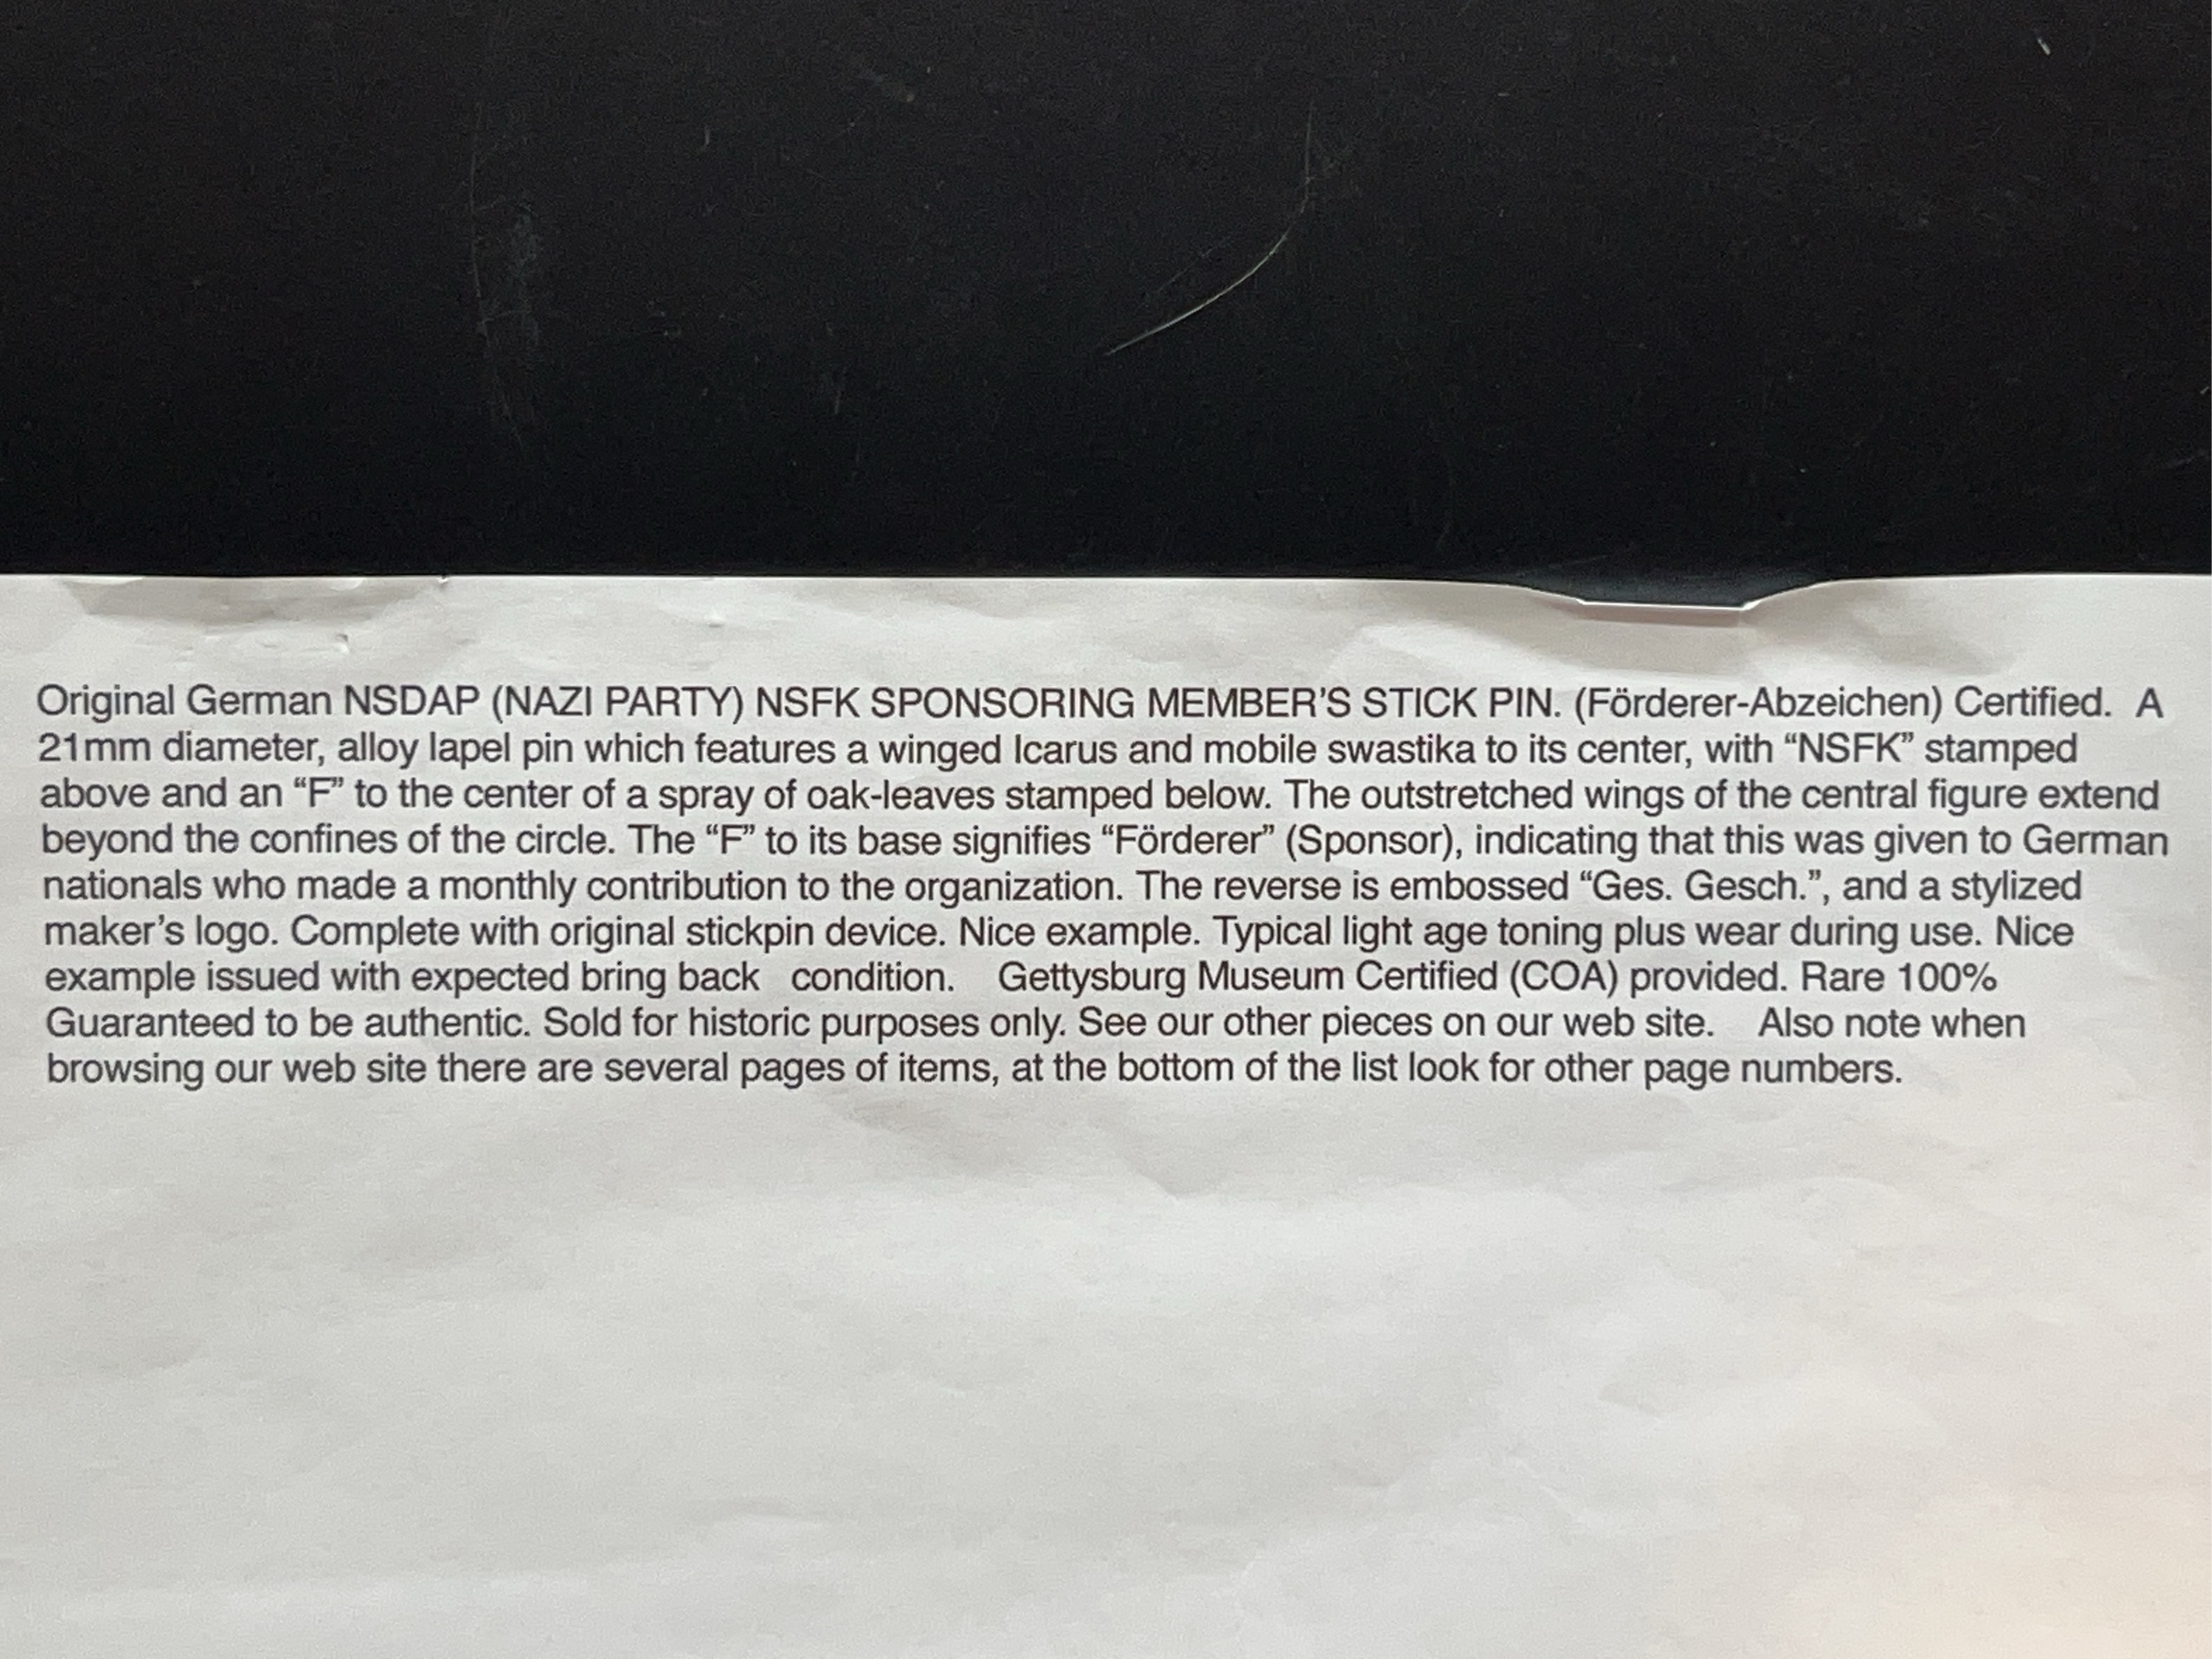 Original German NSDAP (NAZI PARTY) NSFK SPONSORING MEMBER'S STICK PIN. (Förderer-Abzeichen) Certified.  A
21mm diameter, alloy lapel pin which features a winged Icarus and mobile swastika to its center, with “NSFK” stamped
above and an “F” to the center of a spray of oak-leaves stamped below. The outstretched wings of the central figure extend
beyond the confines of the circle. The “F” to its base signifies “Förderer” (Sponsor), indicating that this was given to German
nationals who made a monthly contribution to the organization. The reverse is embossed “Ges. Gesch.”, and a stylized
maker’s logo. Complete with original stickpin device. Nice example. Typical light age toning plus wear during use. Nice
example issued with expected bring back   condition.    Gettysburg Museum Certified (COA) provided. Rare 100%
Guaranteed to be authentic. Sold for historic purposes only. See our other pieces on our web site.    Also note when
browsing our web site there are several pages of items, at the bottom of the list look for other page numbers.